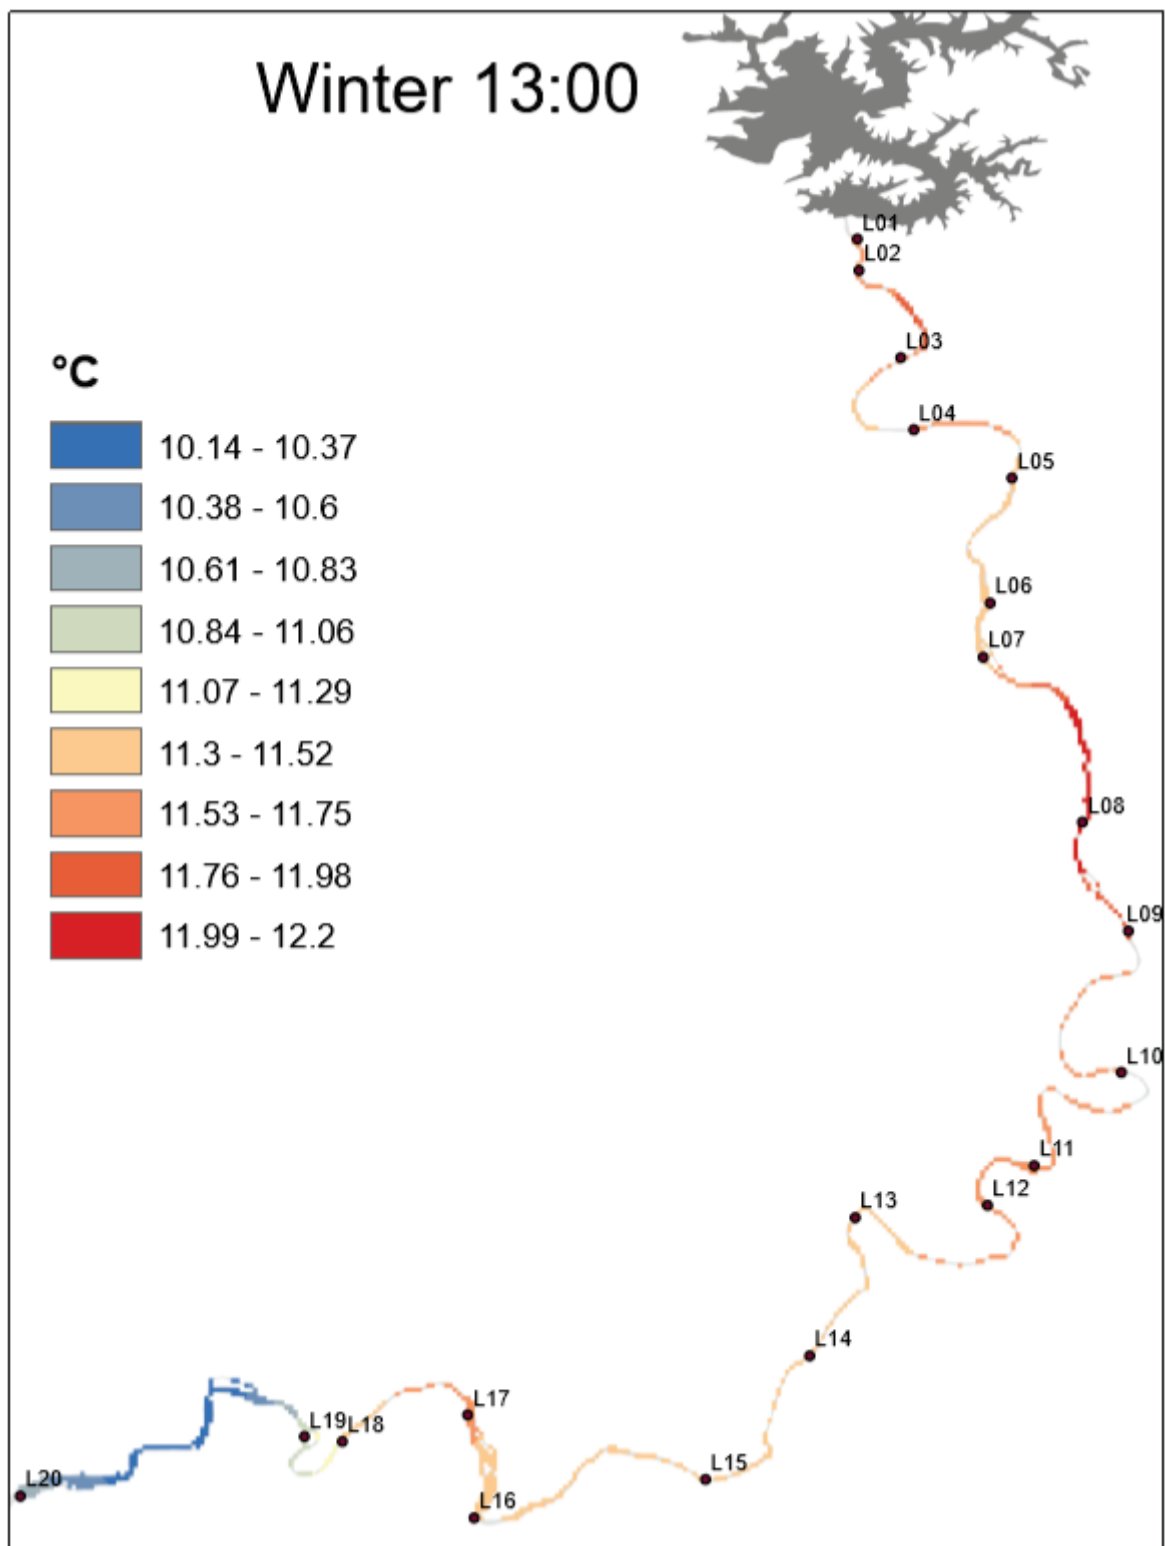 Winter 13:00
L01
L02
L03
°C
L04
10.14 - 10.37
L05
10.38 - 10.6
10.61 - 10.83
L06
10.84 - 11.06
L07
11.07 - 11.29
11.3 - 11.52
11.53 - 11.75
L08
11.76 - 11.98
L09
11.99 - 12.2
L10
L11
L12
L13
L14
L17
L19
L18
L15
L20
L16